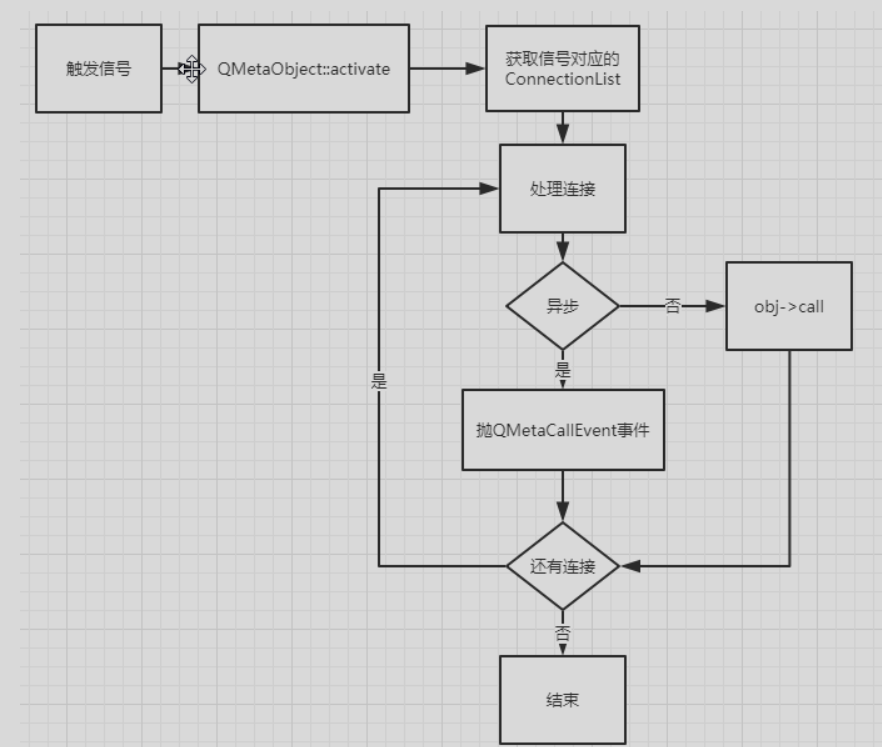 触发信号
QMetaObject::activate
获取信号对应的
ConnectionList
处理连接
异步
否
obj->call
是
是
抛QMetaCallEvent事件
还有连接
否
结束